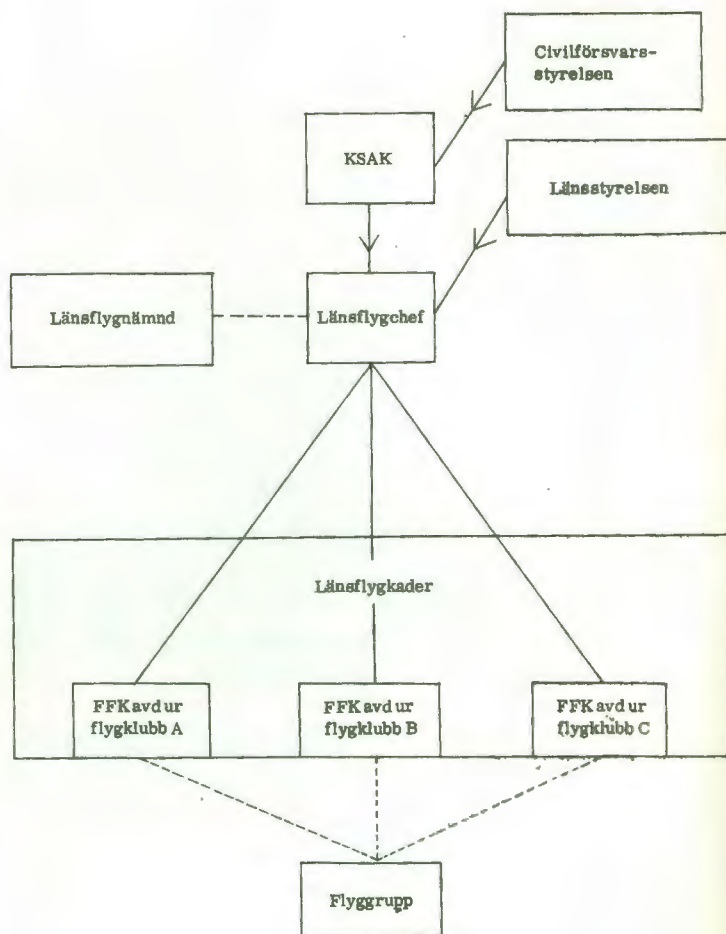 Civilförsvars-
styrelsen
KSAK
Länsstyrelsen
Länsflygnämnd
Länsflygchef
Länsflygkader
FFK avd ur
flygklubb A
FFK avd ur
flygklubb B
FFK avd ur
flygklubb C
Flyggrupp